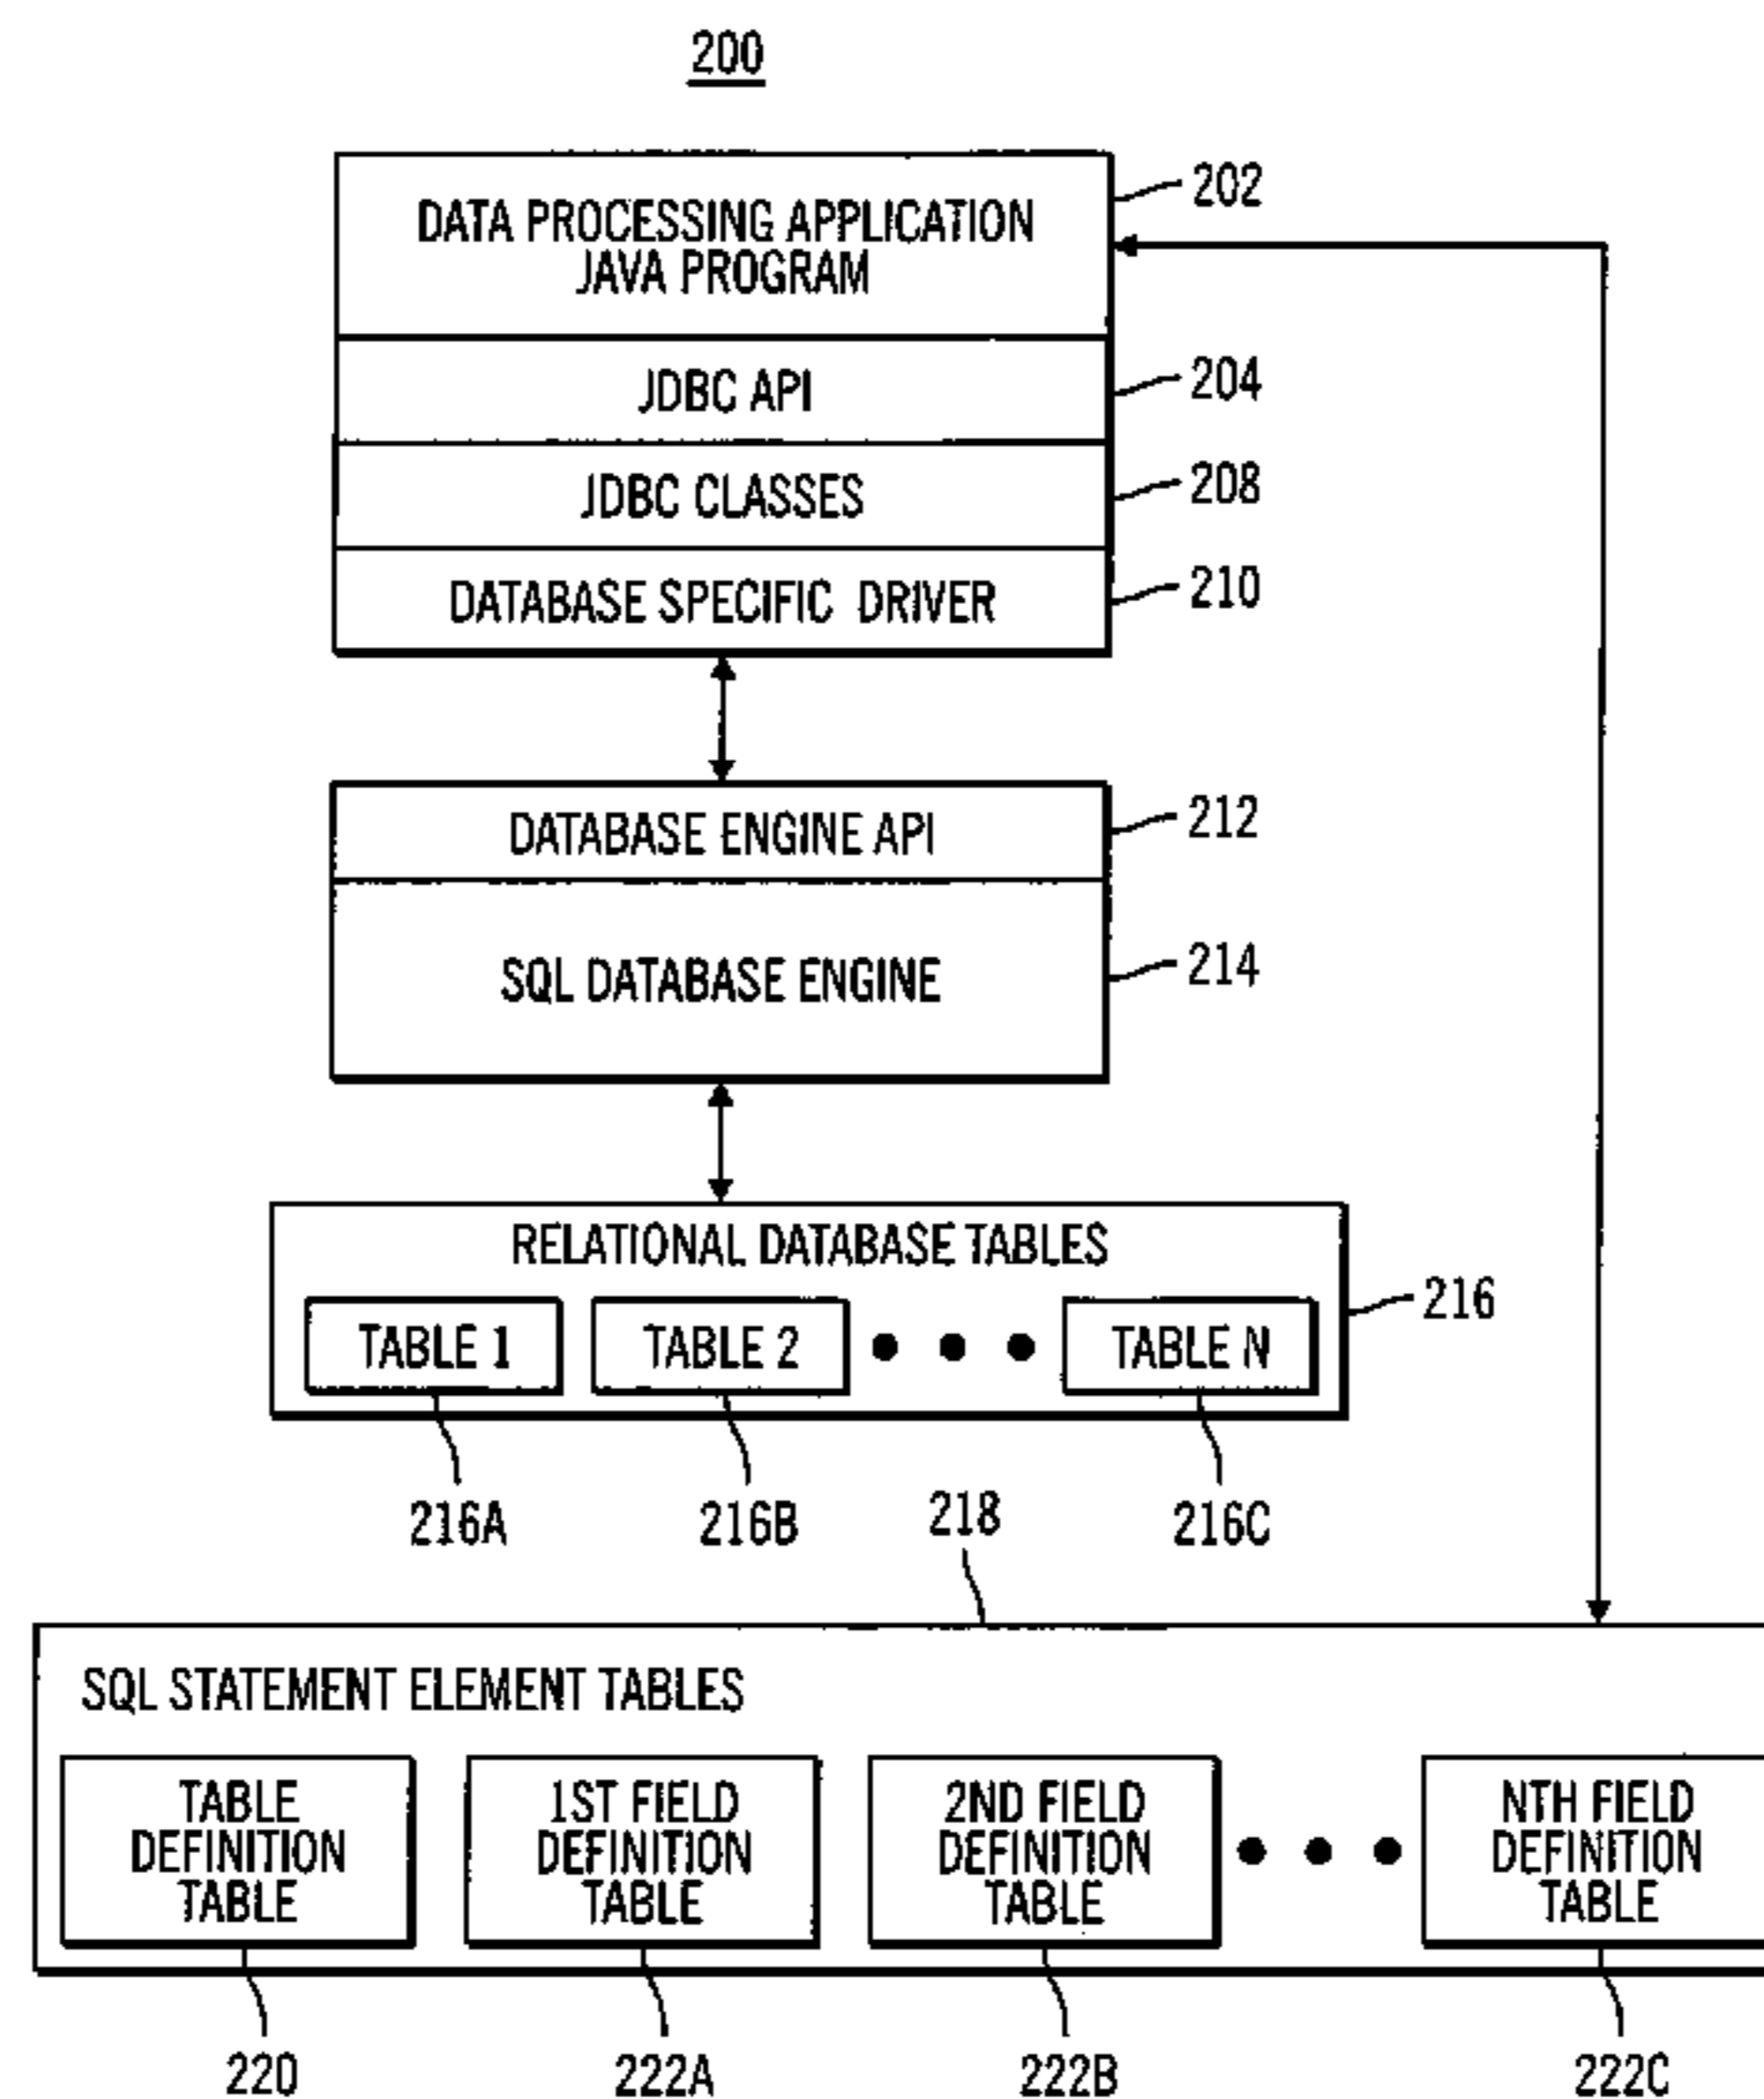 200
DATA PROCESSING APPLICATION
JAVA PROGRAM
202
JDBC API
204
JDBC CLASSES
208
DATABASE SPECIFIC DRIVER
210
DATABASE ENGINE API
212
SQL DATABASE ENGINE
214
RELATIONAL DATABASE TABLES
TABLE 1
TABLE 2
TABLE N
216
216A
216B
216C
218
SQL STATEMENT ELEMENT TABLES
TABLE
DEFINITION
TABLE
1ST FIELD
DEFINITION
TABLE
2ND FIELD
DEFINITION
TABLE
NTH FIELD
DEFINITION
TABLE
220
222A
222B
222C